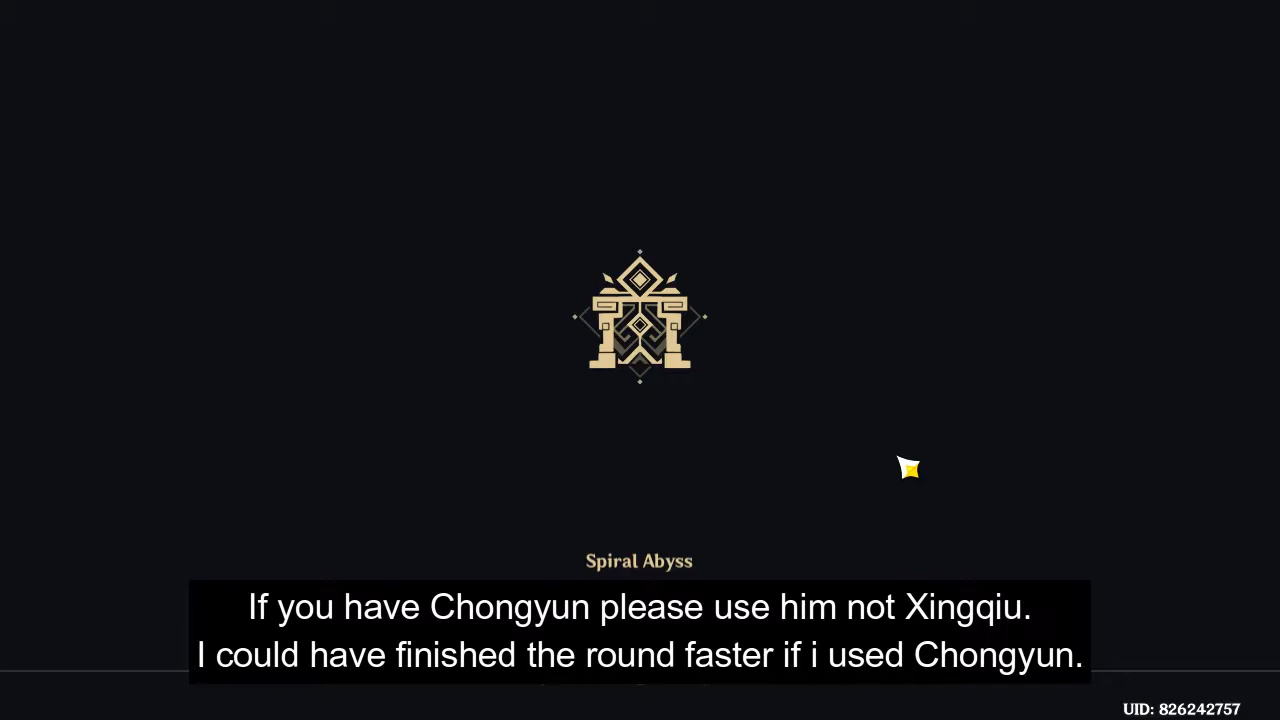 Spiral Abyss
If you have Chongyun please use him not Xingqiu.
I could have finished the round faster if i used Chongyun.
UID: 826242757